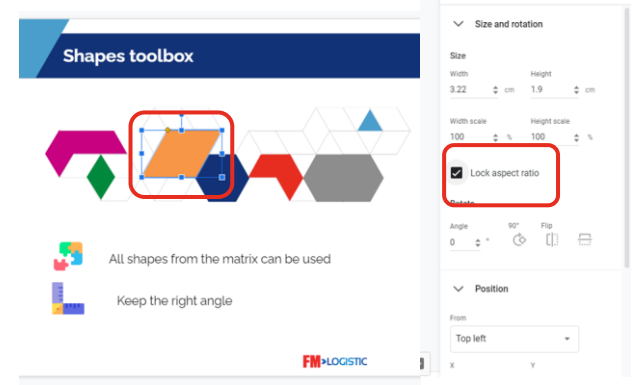 Shapes toolbox
All shapes from the matrix can be used
Keep the right angle
FM>LOGISTIC
Size and rotation
Size
Width Height
3.22 cm 1.9 cm
Width scale Height scale
100 % 100 %
Lock aspect ratio
Rotate
Angle 90° Flip
0 °
Position
From
Top left
X Y